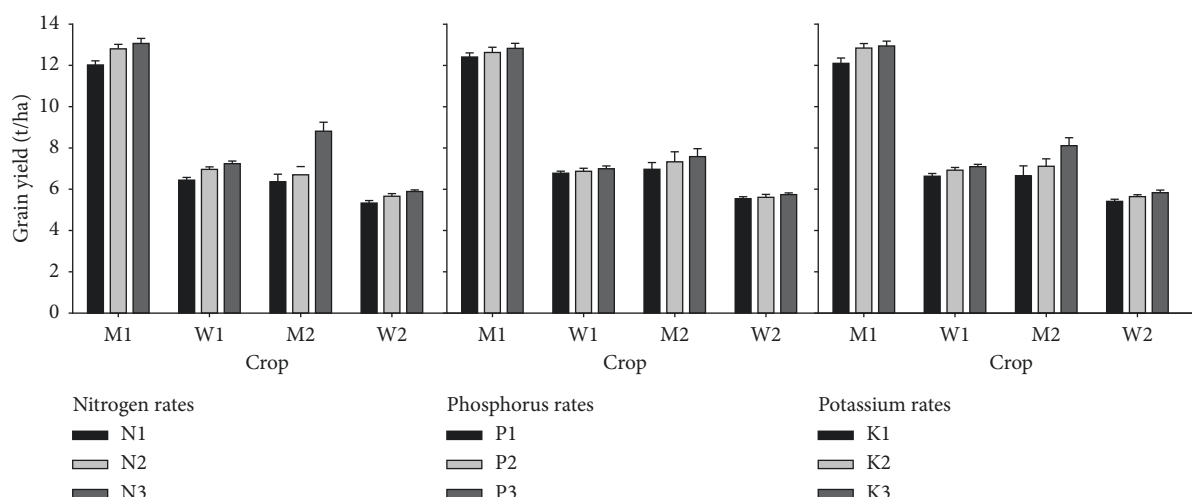 Grain yield (t/ha)
14
12
10
8
6
4
2
0
M1 W1 M2 W2 M1 W1 M2 W2 M1 W1 M2 W2
Crop Crop Crop
Nitrogen rates Phosphorus rates Potassium rates
N1 P1 K1
N2 P2 K2
N3 P3 K3